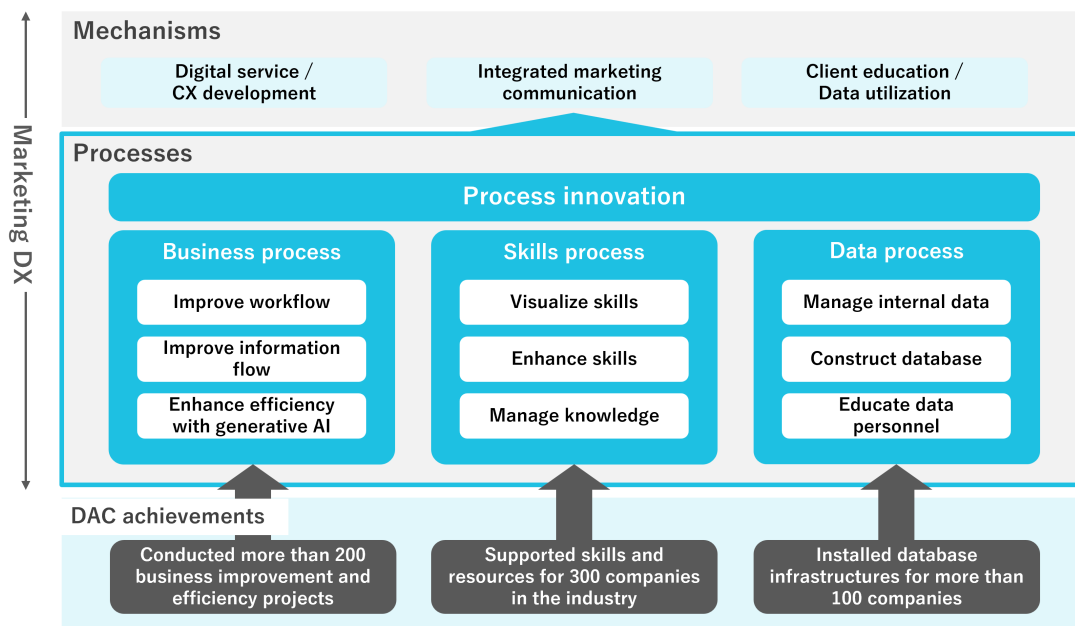 Mechanisms
Digital service /
CX development
Integrated marketing
communication
Client education /
Data utilization
Marketing DX
Processes
Process innovation
Business process
Improve workflow
Improve information
flow
Enhance efficiency
with generative AI
Skills process
Visualize skills
Enhance skills
Manage knowledge
Data process
Manage internal data
Construct database
Educate data
personnel
DAC achievements
Conducted more than 200
business improvement and
efficiency projects
Supported skills and
resources for 300 companies
in the industry
Installed database
infrastructures for more than
100 companies